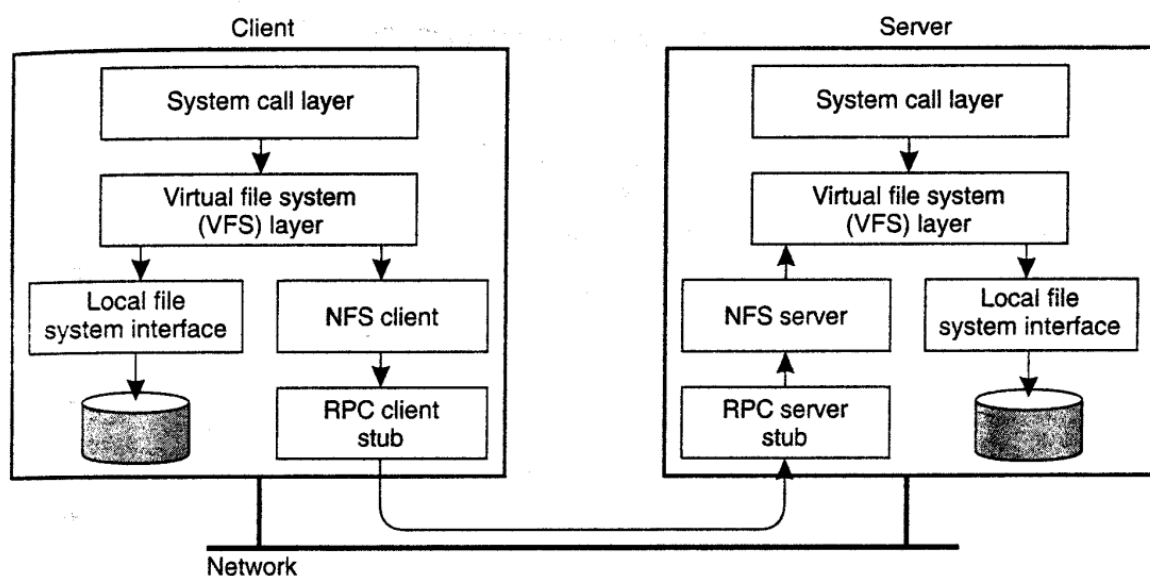 Client
Server
System call layer
System call layer
Virtual file system
(VFS) layer
Virtual file system
(VFS) layer
Local file
system interface
NFS client
NFS server
Local file
system interface
RPC client
stub
RPC server
stub
Network